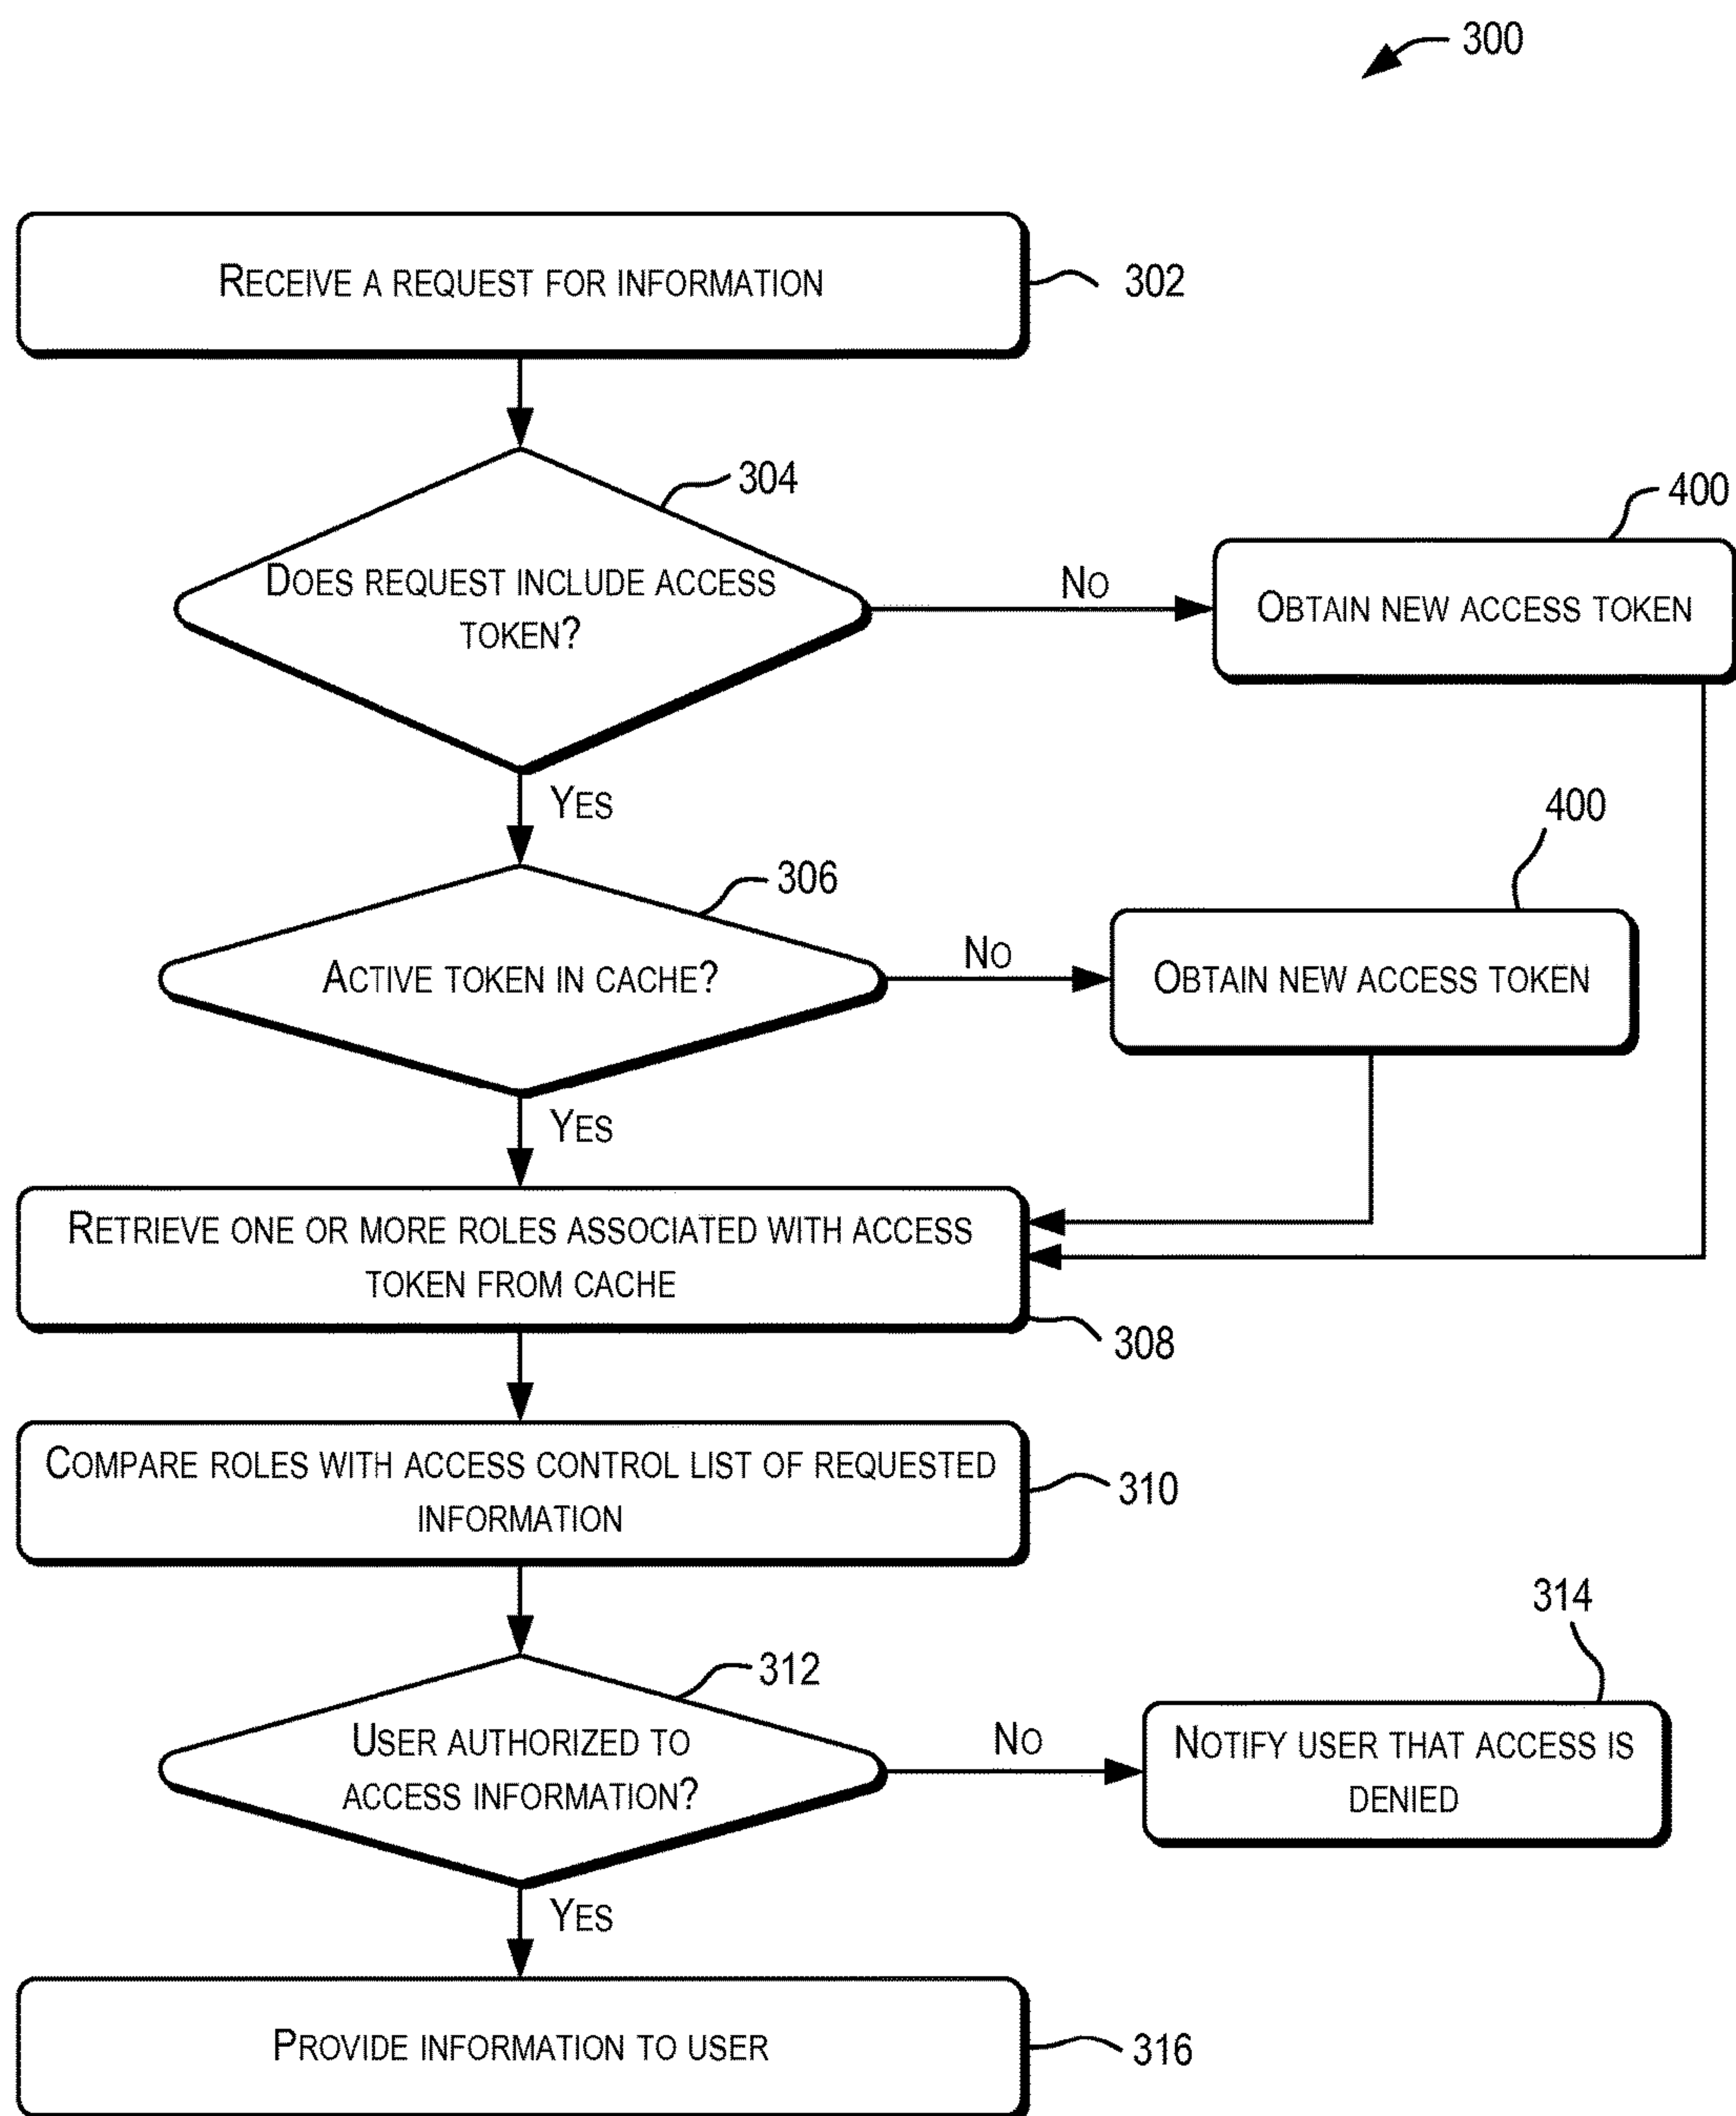 300
RECEIVE A REQUEST FOR INFORMATION
302
304
DOES REQUEST INCLUDE ACCESS
TOKEN?
NO
400
OBTAIN NEW ACCESS TOKEN
YES
306
ACTIVE TOKEN IN CACHE?
NO
400
OBTAIN NEW ACCESS TOKEN
YES
RETRIEVE ONE OR MORE ROLES ASSOCIATED WITH ACCESS
TOKEN FROM CACHE
308
COMPARE ROLES WITH ACCESS CONTROL LIST OF REQUESTED
INFORMATION
310
312
USER AUTHORIZED TO
ACCESS INFORMATION?
NO
314
NOTIFY USER THAT ACCESS IS
DENIED
YES
PROVIDE INFORMATION TO USER
316